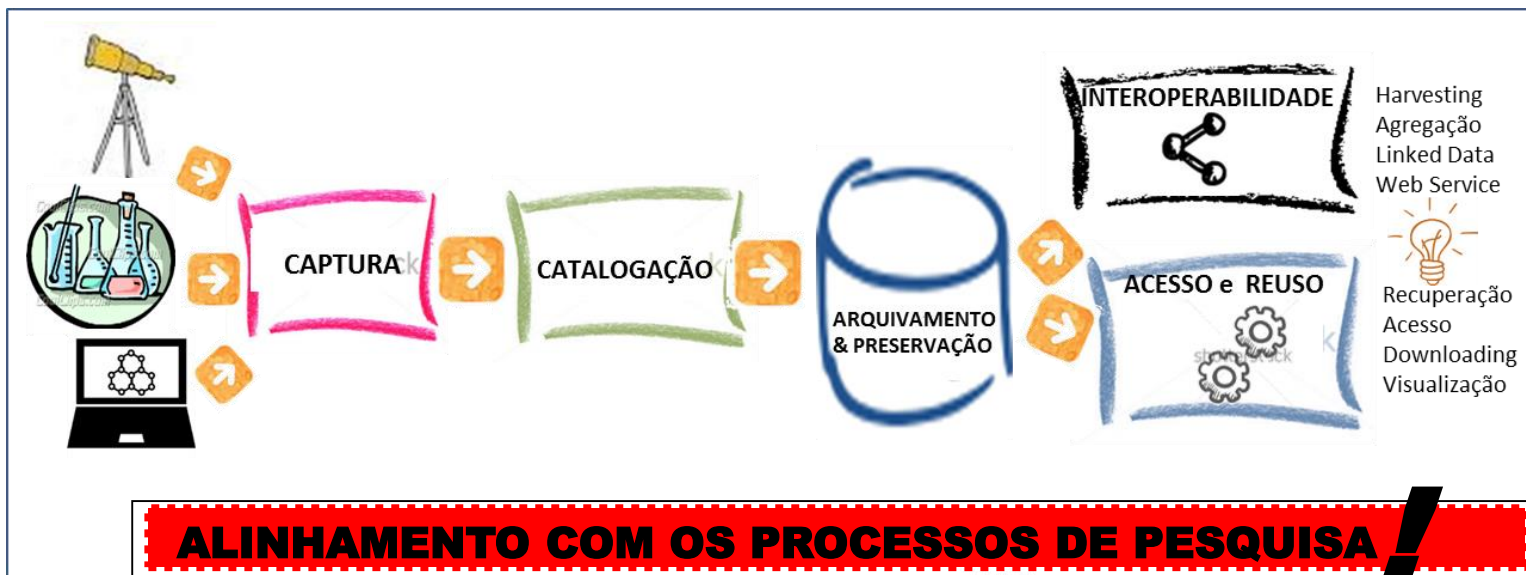 CAPTURA
CATALOGAÇÃO
ARQUIVAMENTO
& PRESERVAÇÃO
INTEROPERABILIDADE
Harvesting
Agregação
Linked Data
Web Service
ACESSO e REUSO
Recuperação
Acesso
Downloading
Visualização
ALINHAMENTO COM OS PROCESSOS DE PESQUISA !